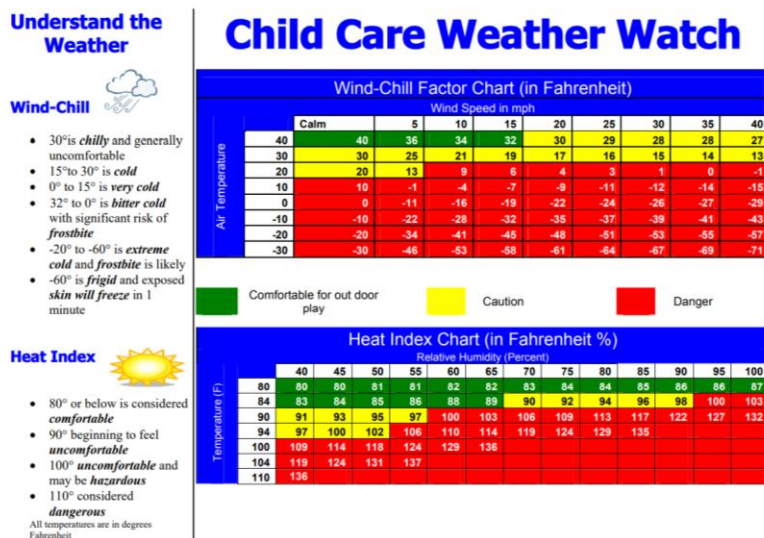 Understand the
Weather
Wind-Chill
• 30°is chilly and generally
uncomfortable
• 15°to 30° is cold
• 0° to 15° is very cold
• 32° to 0° is bitter cold
with significant risk of
frostbite
• -20° to -60° is extreme
cold and frostbite is likely
• -60° is frigid and exposed
skin will freeze in 1
minute
Heat Index
• 80° or below is considered
comfortable
• 90° beginning to feel
uncomfortable
• 100° uncomfortable and
may be hazardous
• 110° considered
dangerous
All temperatures are in degrees
Fahrenheit
Child Care Weather Watch
Wind-Chill Factor Chart (in Fahrenheit)
Wind Speed in mph
Air Temperature
Calm 5 10 15 20 25 30 35 40
40 40 36 34 32 30 29 28 28 27
30 30 25 21 19 17 16 15 14 13
20 20 13 9 6 4 3 1 0 -1
10 10 -1 -4 -7 -9 -11 -12 -14 -15
0 0 -11 -16 -19 -22 -24 -26 -27 -29
-10 -10 -22 -28 -32 -35 -37 -39 -41 -43
-20 -20 -34 -41 -45 -48 -51 -53 -55 -57
-30 -30 -46 -53 -58 -61 -64 -67 -69 -71
Comfortable for out door
play
Caution
Danger
Heat Index Chart (in Fahrenheit %)
Relative Humidity (Percent)
Temperature (F)
40 45 50 55 60 65 70 75 80 85 90 95 100
80 80 80 81 81 82 82 83 84 84 85 86 86 87
84 83 84 85 86 88 89 90 92 94 96 98 100 103
90 91 93 95 97 100 103 106 109 113 117 122 127 132
94 97 100 102 106 110 114 119 124 129 135
100 109 114 118 124 129 136
104 119 124 131 137
110 136